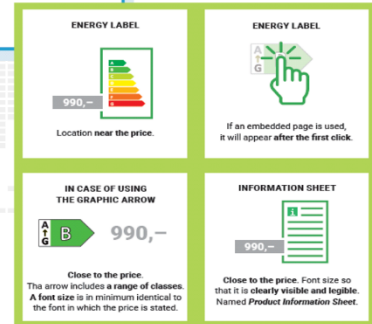 ENERGY LABEL
990,–
Location near the price.
ENERGY LABEL
A
G
If an embedded page is used,
it will appear after the first click.
IN CASE OF USING
THE GRAPHIC ARROW
A
G
B
990,–
Close to the price.
Tha arrow includes a range of classes.
A font size is in minimum identical to
the font in which the price is stated.
INFORMATION SHEET
990,–
Close to the price. Font size so
that it is clearly visible and legible.
Named Product Information Sheet.